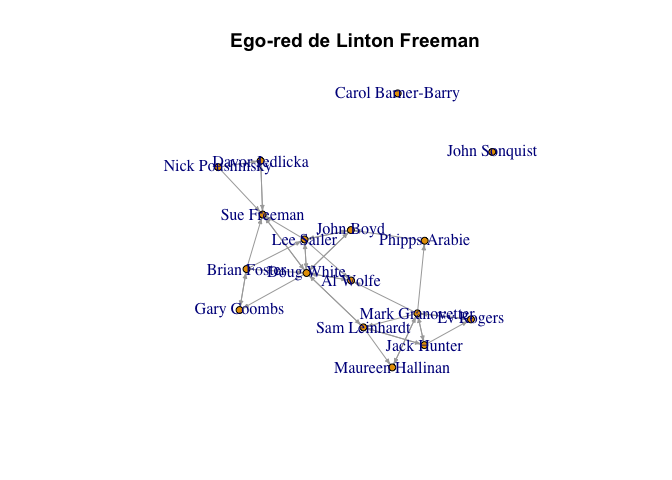 Ego-red de Linton Freeman
Carol Barner-Barry
John Sonquist
Davor Jedlicka
Nick Poushinsky
Sue Freeman
John Boyd
Lee Sailer
Phipps Arabie
Brian Foster
Doug White
Al Wolfe
Gary Coombs
Mark Granovetter
Ev Rogers
Sam Leinhardt
Jack Hunter
Maureen Hallinan